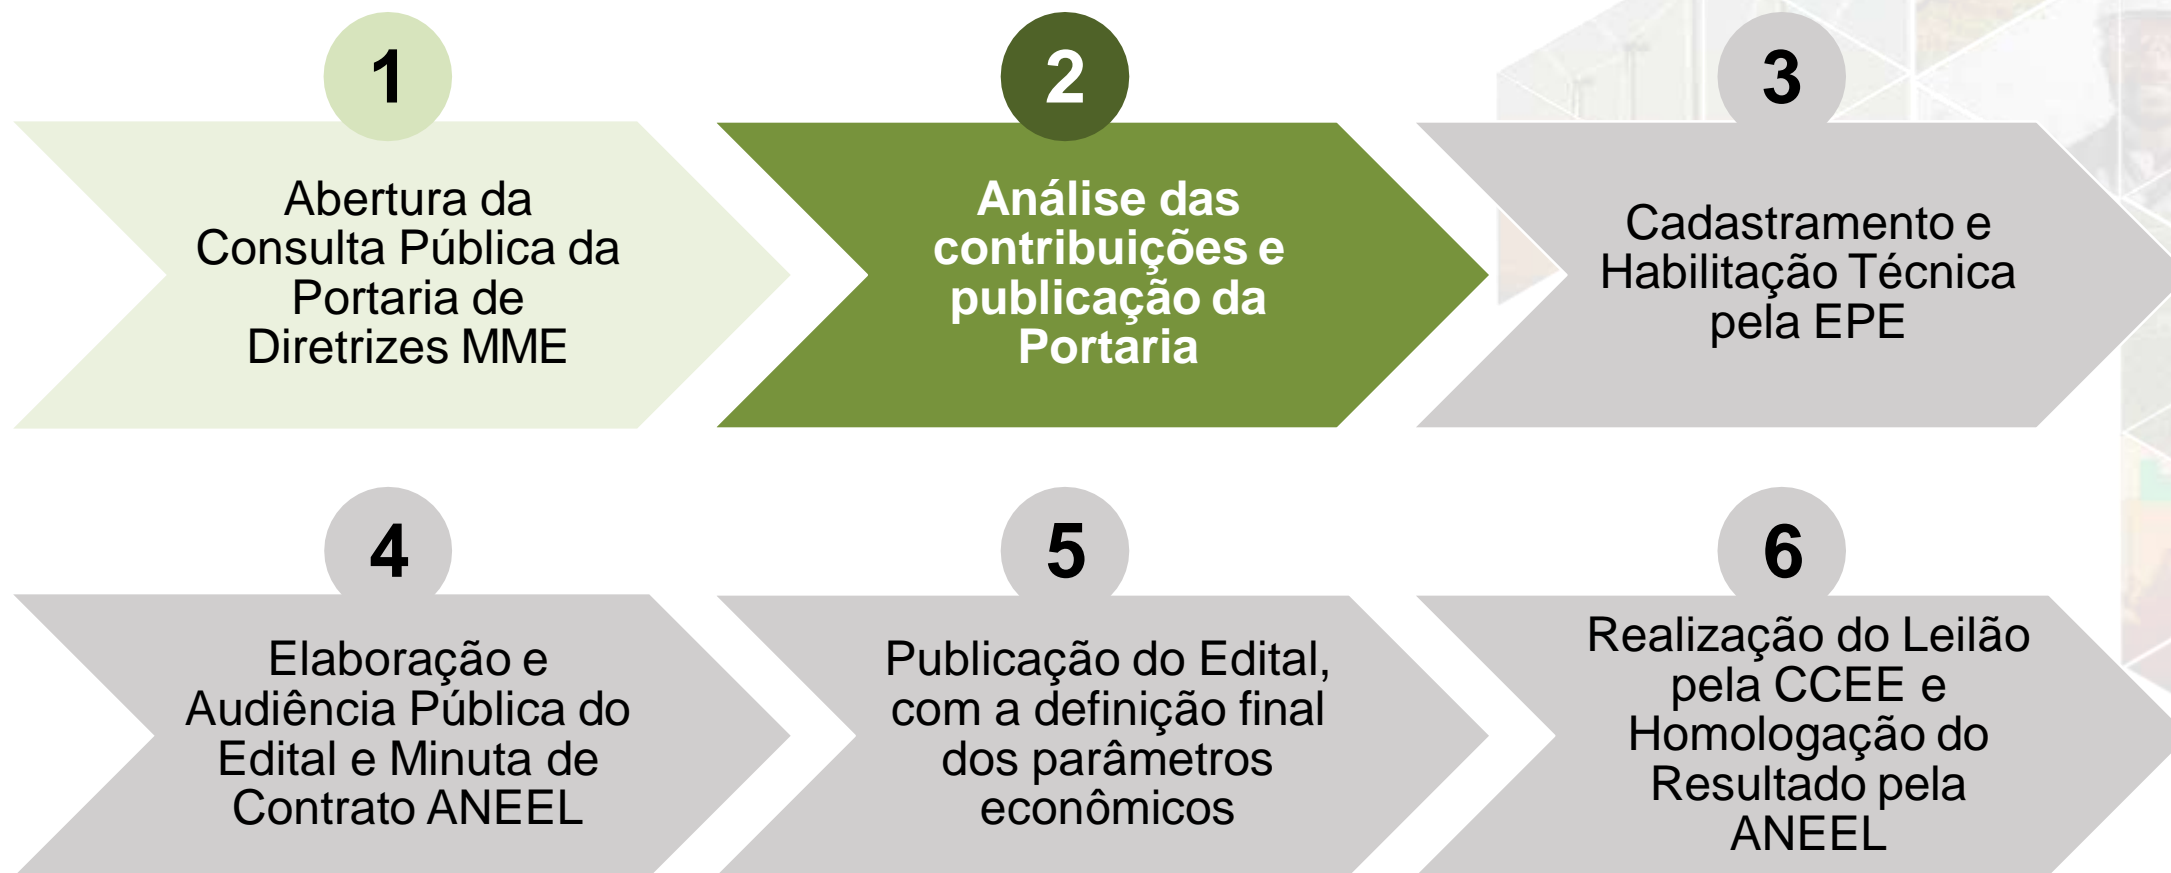 1
Abertura da
Consulta Pública da
Portaria de
Diretrizes MME
2
Análise das
contribuições e
publicação da
Portaria
3
Cadastramento e
Habilitação Técnica
pela EPE
4
Elaboração e
Audiência Pública do
Edital e Minuta de
Contrato ANEEL
5
Publicação do Edital,
com a definição final
dos parâmetros
econômicos
6
Realização do Leilão
pela CCEE e
Homologação do
Resultado pela
ANEEL